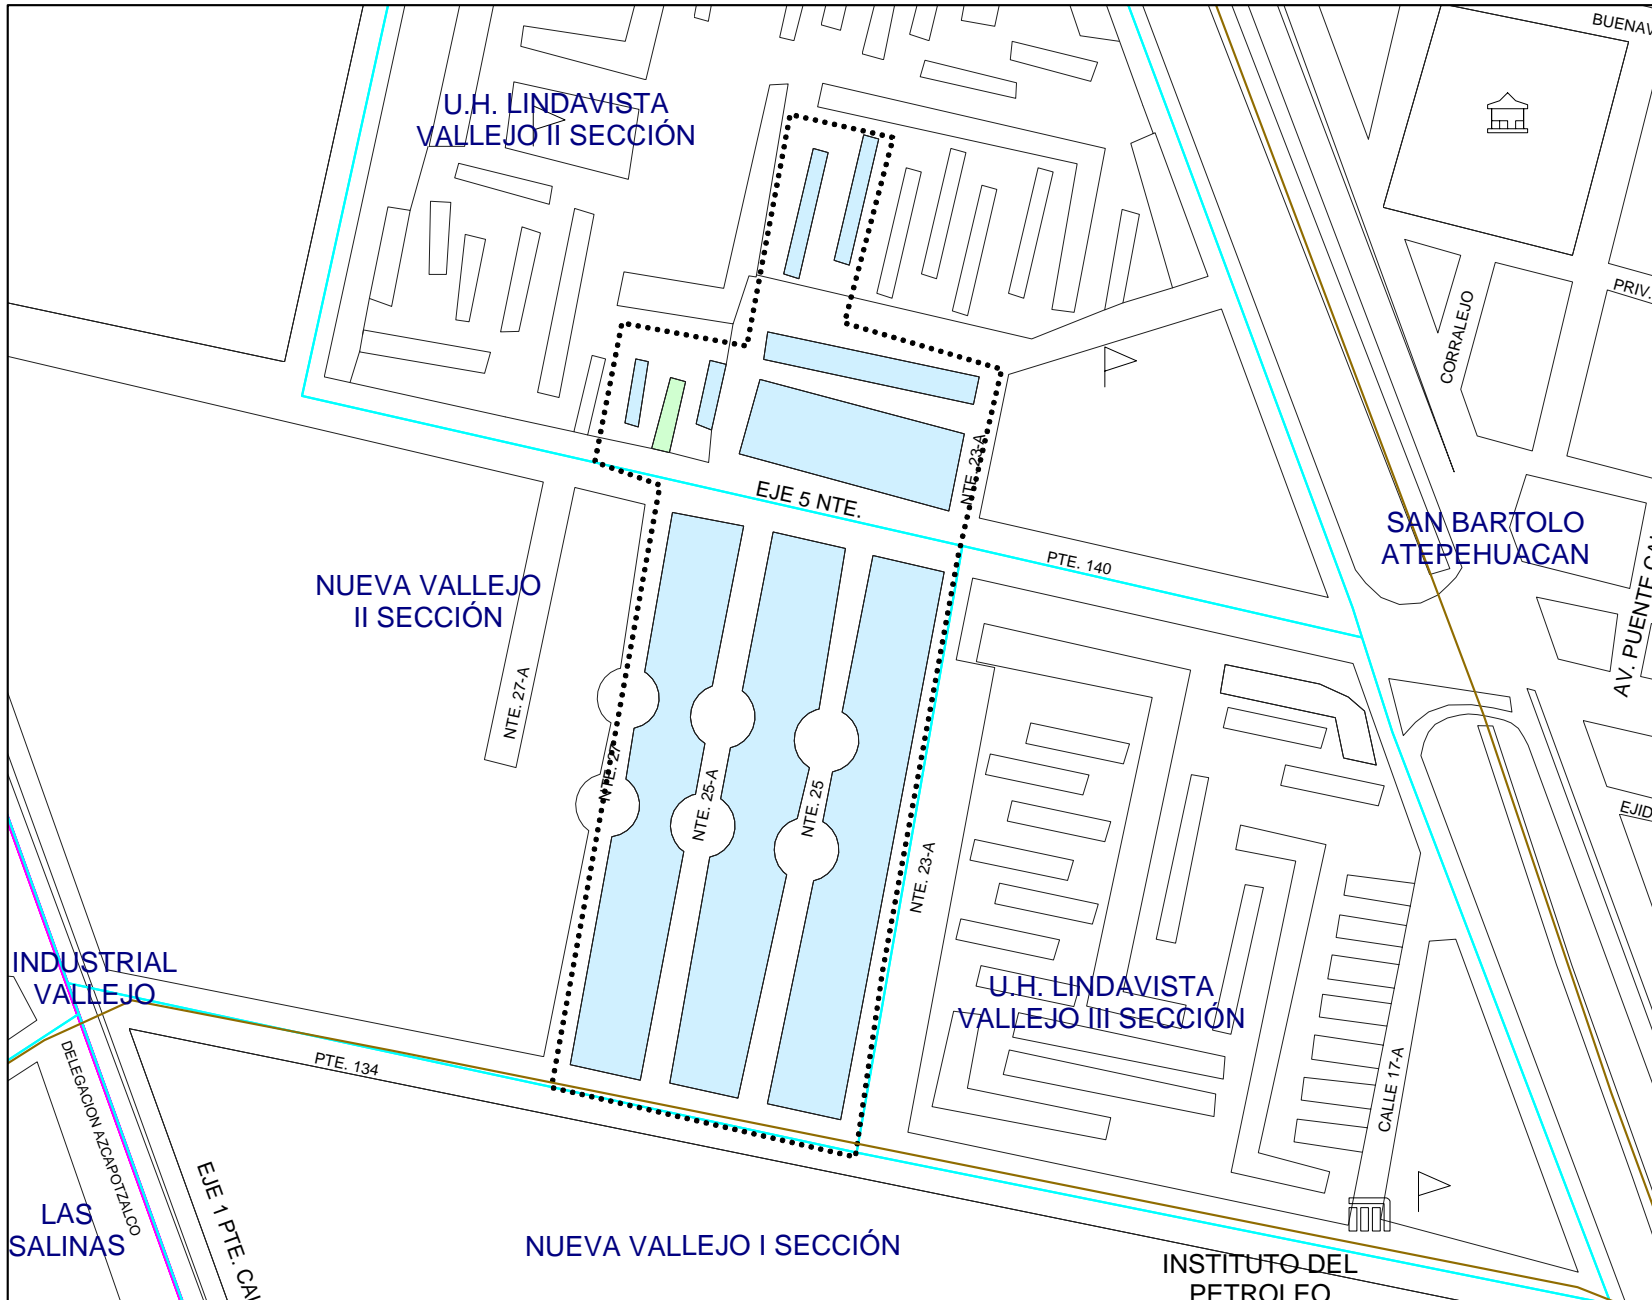 BUENAV
U.H. LINDAVISTA
VALLEJO II SECCIÓN
PRIV.
CORRALEJO
NTE. 23-A
EJE 5 NTE.
SAN BARTOLO
ATEPEHUACAN
PTE. 140
NUEVA VALLEJO
II SECCIÓN
AV. PUENTE CAL
NTE. 27-A
NTE. 27
NTE. 25-A
NTE. 25
EJID
NTE. 23-A
INDUSTRIAL
VALLEJO
U.H. LINDAVISTA
VALLEJO III SECCIÓN
PTE. 134
DELEGACION AZCAPOTZALCO
CALLE 17-A
EJE 1 PTE. CAL
LAS
SALINAS
NUEVA VALLEJO I SECCIÓN
INSTITUTO DEL
PETROLEO